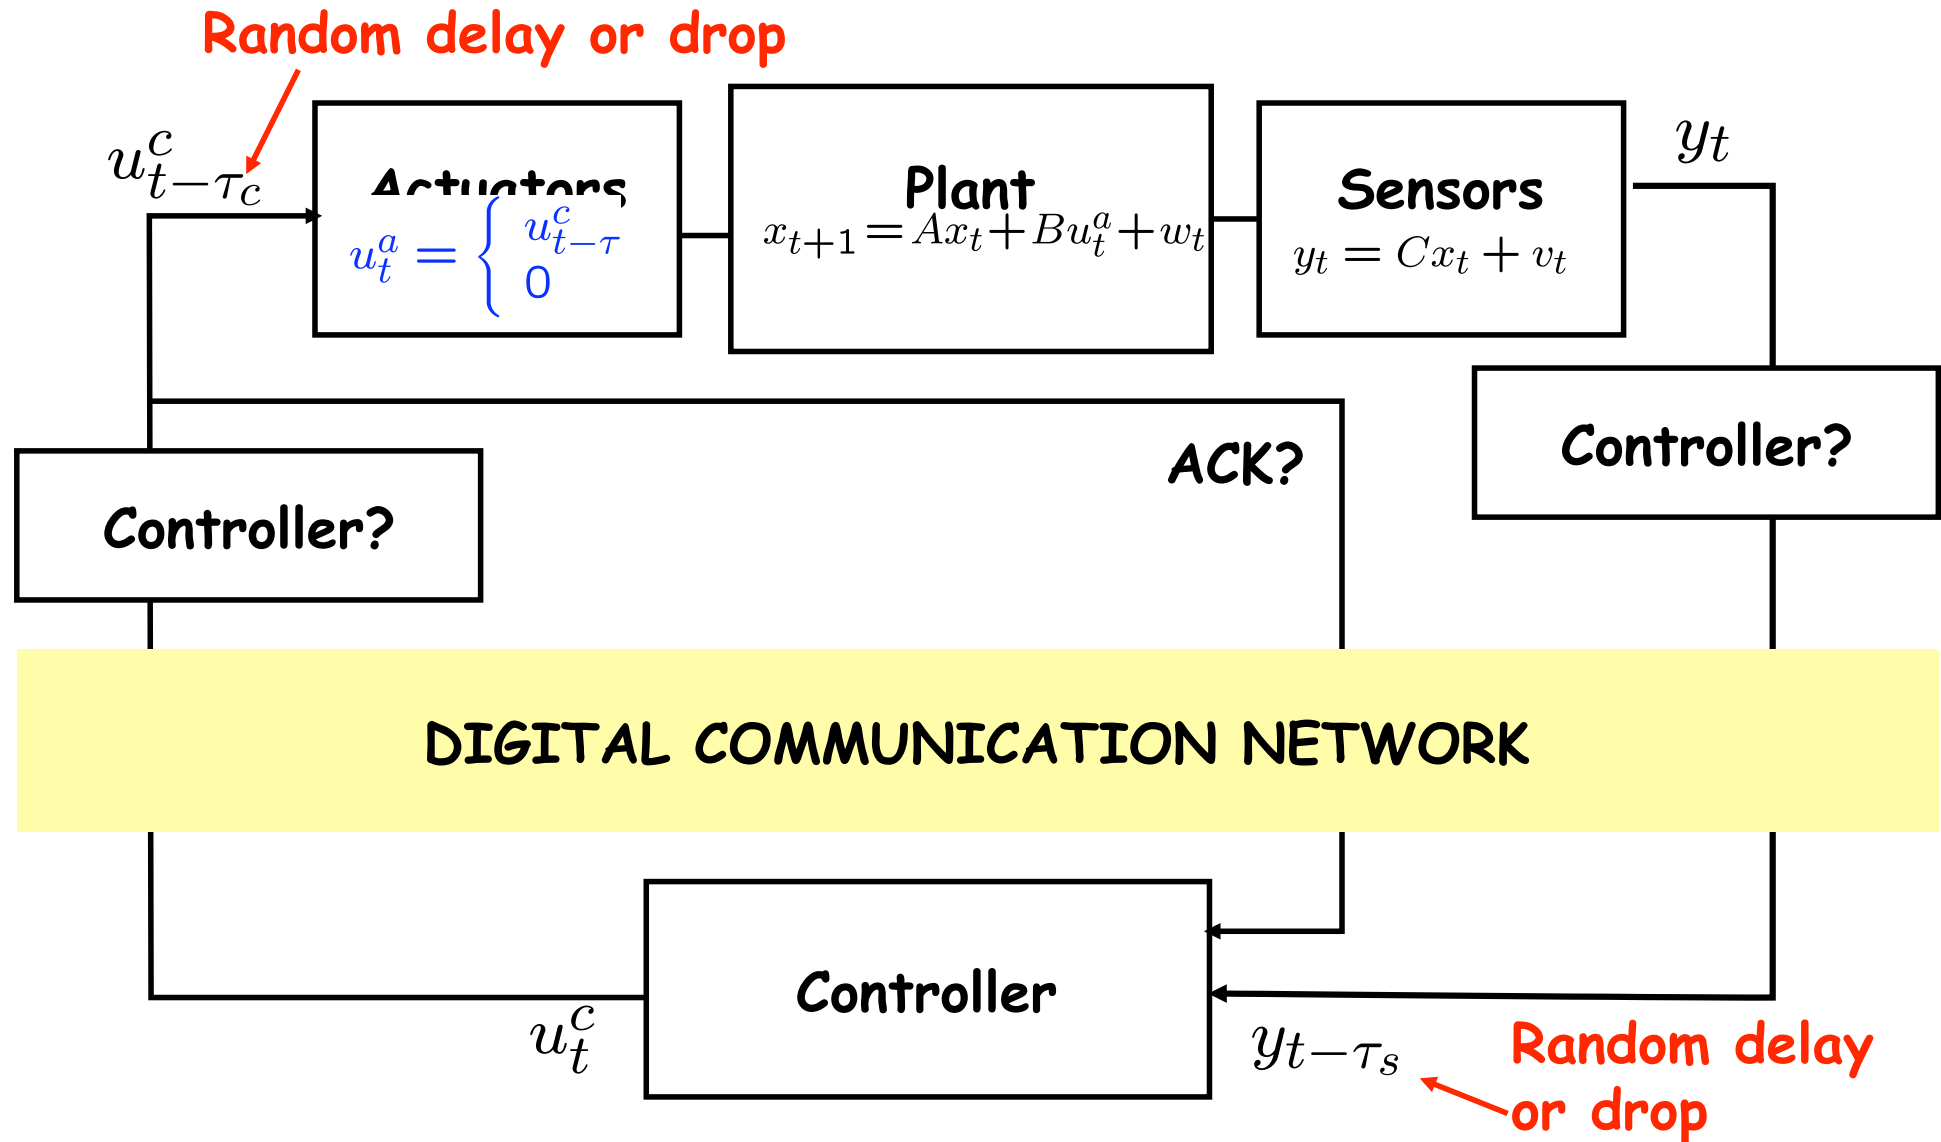 Random delay or drop
u^c_{t-τ_c}
Actuators
u^a_t = { u^c_{t-τ}
0
Plant
x_{t+1} = Ax_t + Bu^a_t + w_t
Sensors
y_t = Cx_t + v_t
y_t
Controller?
ACK?
Controller?
DIGITAL COMMUNICATION NETWORK
Controller
u^c_t
y_{t-τ_s}
Random delay
or drop